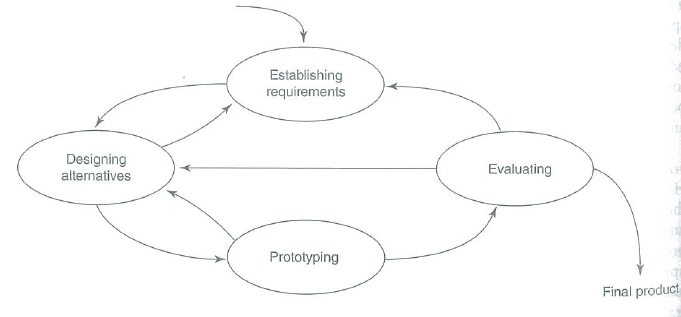 Establishing
requirements
Designing
alternatives
Evaluating
Prototyping
Final product